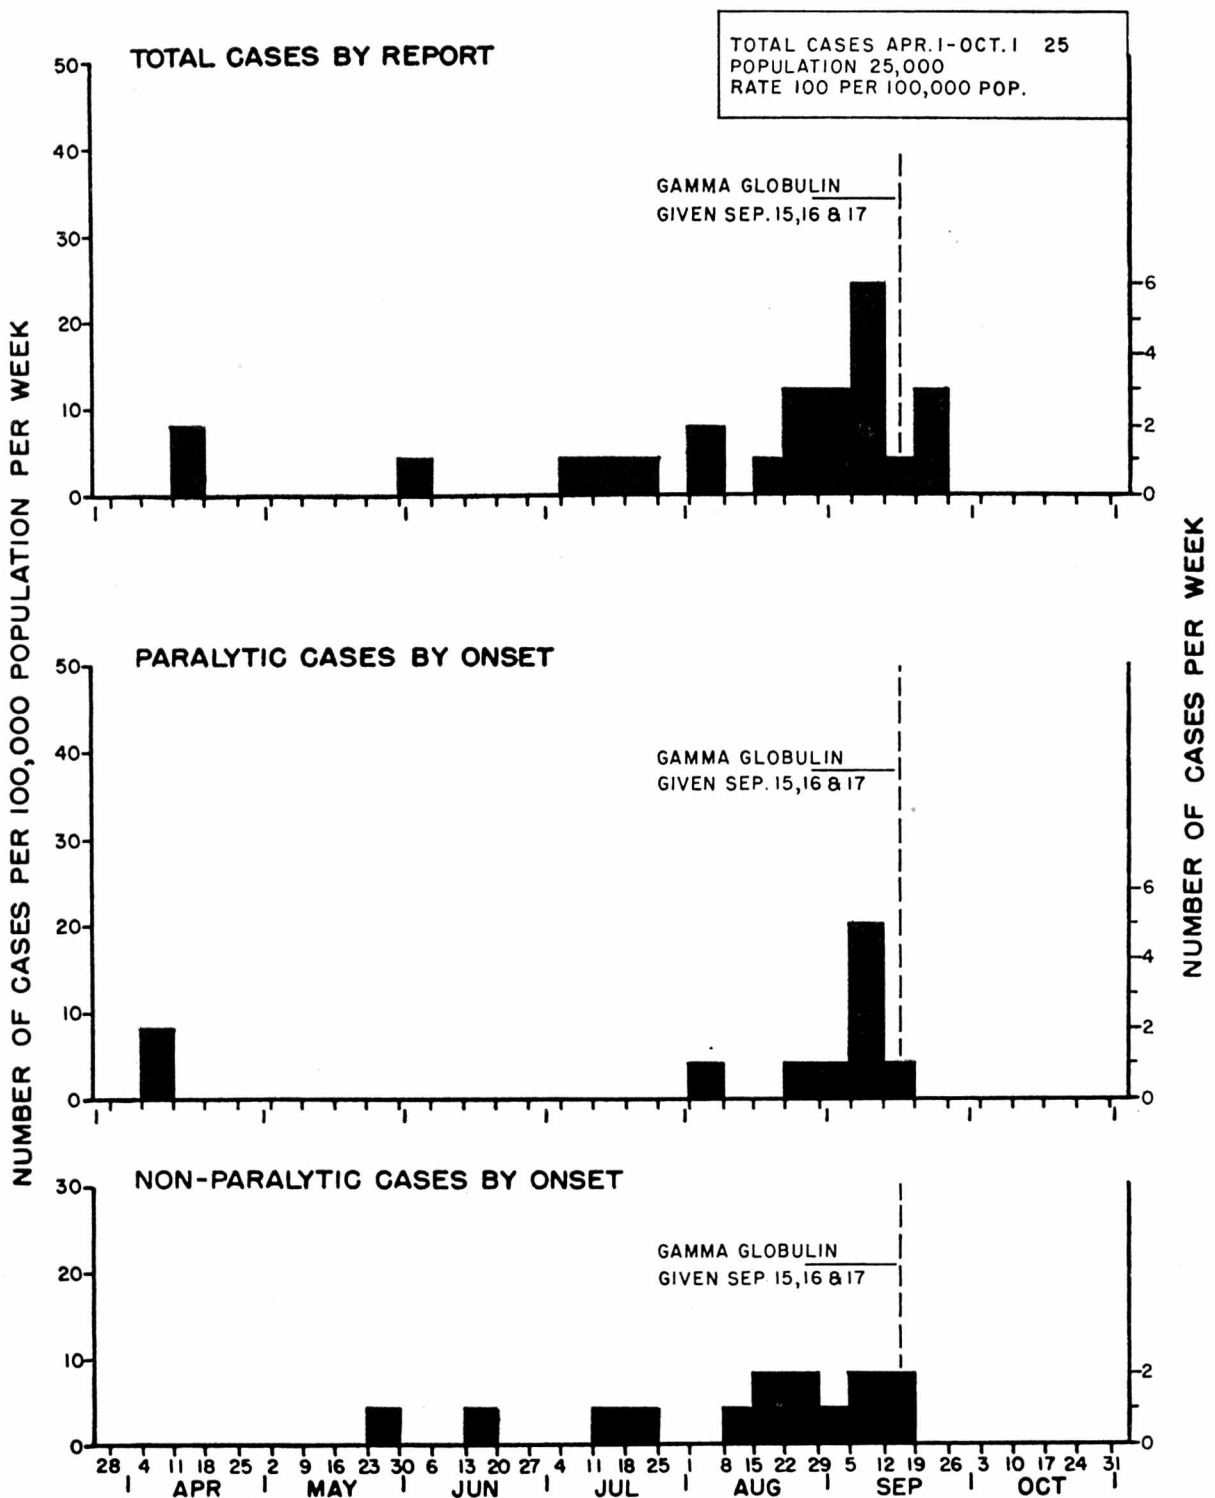 TOTAL CASES BY REPORT
TOTAL CASES APR. 1-OCT. 1 25
POPULATION 25,000
RATE 100 PER 100,000 POP.
GAMMA GLOBULIN
GIVEN SEP. 15,16 & 17
50
40
30
20
10
0
6
4
2
0
PARALYTIC CASES BY ONSET
GAMMA GLOBULIN
GIVEN SEP. 15,16 & 17
50
40
30
20
10
0
6
4
2
0
NON-PARALYTIC CASES BY ONSET
GAMMA GLOBULIN
GIVEN SEP. 15,16 & 17
30
20
10
0
2
1
0
28 4 11 18 25 2 9 16 23 30 6 13 20 27 4 11 18 25 1 8 15 22 29 5 12 19 26 3 10 17 24 31
APR MAY JUN JUL AUG SEP OCT
NUMBER OF CASES PER 100,000 POPULATION PER WEEK
NUMBER OF CASES PER WEEK